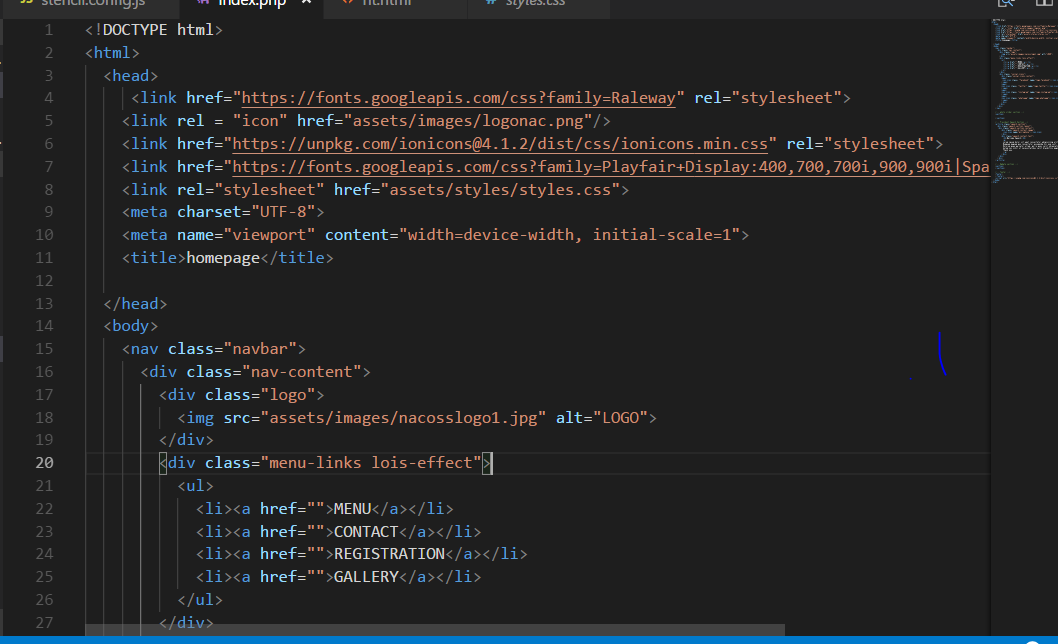 stencil.config.js index.php × nt.html # styles.css
1 <!DOCTYPE html>
2 <html>
3 <head>
4 <link href="https://fonts.googleapis.com/css?family=Raleway" rel="stylesheet">
5 <link rel = "icon" href="assets/images/logonac.png"/>
6 <link href="https://unpkg.com/ionicons@4.1.2/dist/css/ionicons.min.css" rel="stylesheet">
7 <link href="https://fonts.googleapis.com/css?family=Playfair+Display:400,700,700i,900,900i|Spa
8 <link rel="stylesheet" href="assets/styles/styles.css">
9 <meta charset="UTF-8">
10 <meta name="viewport" content="width=device-width, initial-scale=1">
11 <title>homepage</title>
12
13 </head>
14 <body>
15 <nav class="navbar">
16 <div class="nav-content">
17 <div class="logo">
18 <img src="assets/images/nacosslogo1.jpg" alt="LOGO">
19 </div>
20 <div class="menu-links lois-effect">
21 <ul>
22 <li><a href="">MENU</a></li>
23 <li><a href="">CONTACT</a></li>
24 <li><a href="">REGISTRATION</a></li>
25 <li><a href="">GALLERY</a></li>
26 </ul>
27 </div>